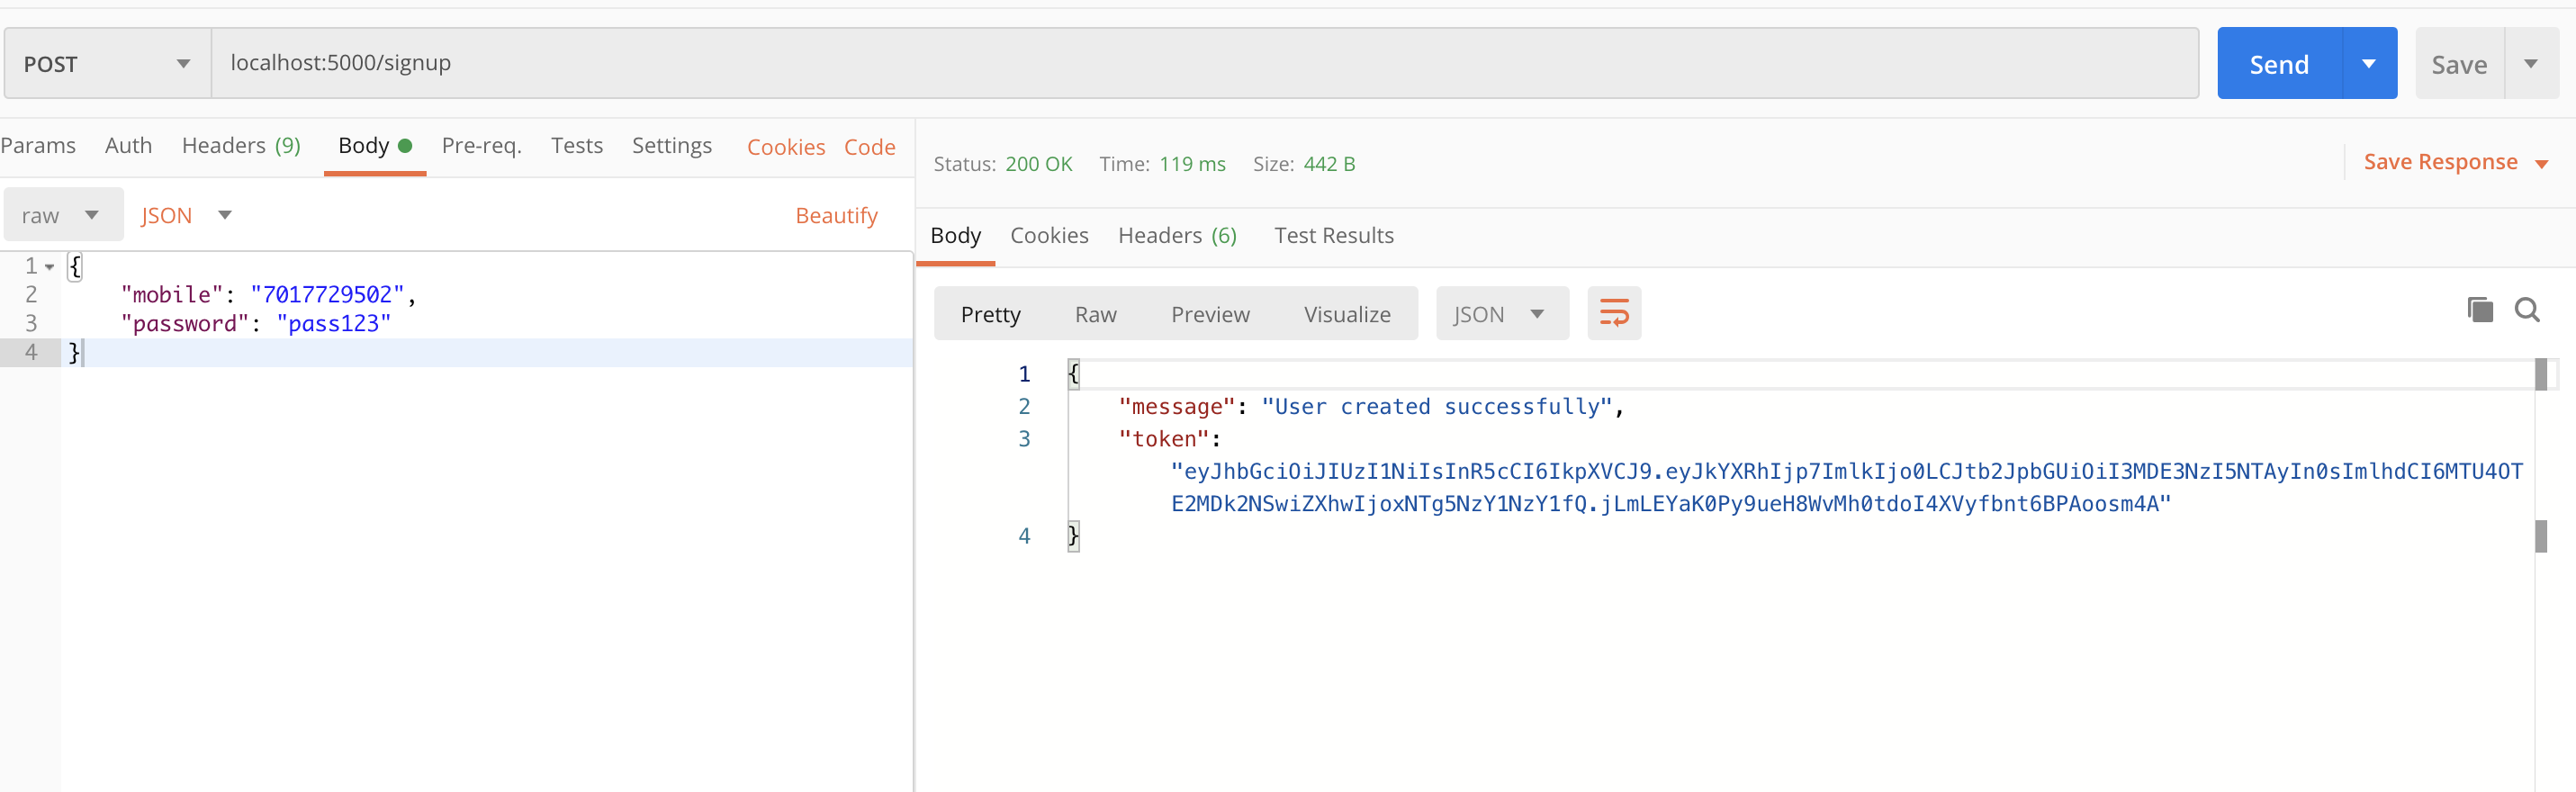 POST localhost:5000/signup Send Save
Params Auth Headers (9) Body Pre-req. Tests Settings Cookies Code
raw JSON Beautify
1 {
2 "mobile": "7017729502",
3 "password": "pass123"
4 }
Status: 200 OK Time: 119 ms Size: 442 B Save Response
Body Cookies Headers (6) Test Results
Pretty Raw Preview Visualize JSON
1 {
2 "message": "User created successfully",
3 "token":
"eyJhbGciOiJIUzI1NiIsInR5cCI6IkpXVCJ9.eyJkYXRhIjp7ImlkIjo0LCJtb2JpbGUiOiI3MDE3NzI5NTAyIn0sImlhdCI6MTU4OT
E2MDk2NSwiZXhwIjoxNTg5NzY1NzY1fQ.jLmLEYaK0Py9ueH8WvMh0tdoI4XVyfbnt6BPAoosm4A"
4 }